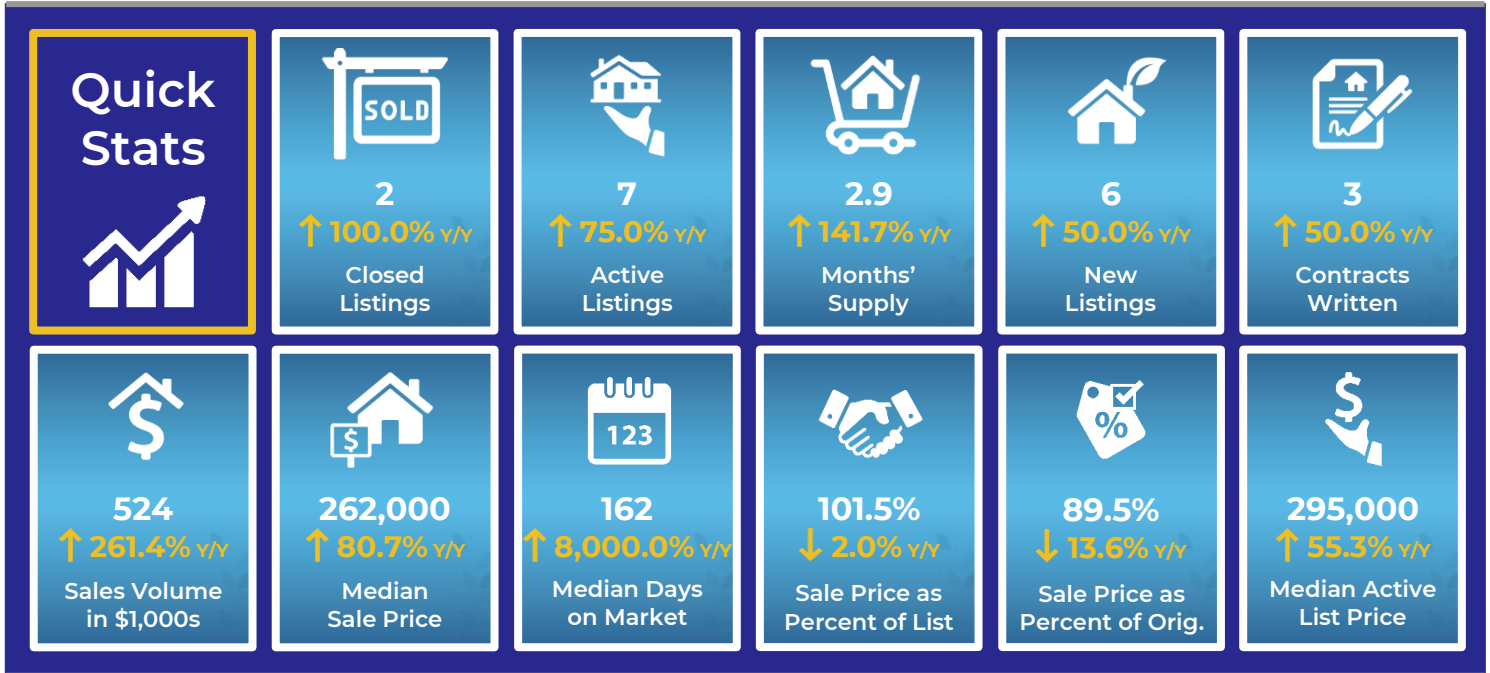 Quick
Stats
SOLD
2
↑ 100.0% Y/Y
Closed
Listings
7
↑ 75.0% Y/Y
Active
Listings
2.9
↑ 141.7% Y/Y
Months’
Supply
6
↑ 50.0% Y/Y
New
Listings
3
↑ 50.0% Y/Y
Contracts
Written
$
524
↑ 261.4% Y/Y
Sales Volume
in $1,000s
$
262,000
↑ 80.7% Y/Y
Median
Sale Price
123
162
↑ 8,000.0% Y/Y
Median Days
on Market
101.5%
↓ 2.0% Y/Y
Sale Price as
Percent of List
%
89.5%
↓ 13.6% Y/Y
Sale Price as
Percent of Orig.
$
295,000
↑ 55.3% Y/Y
Median Active
List Price